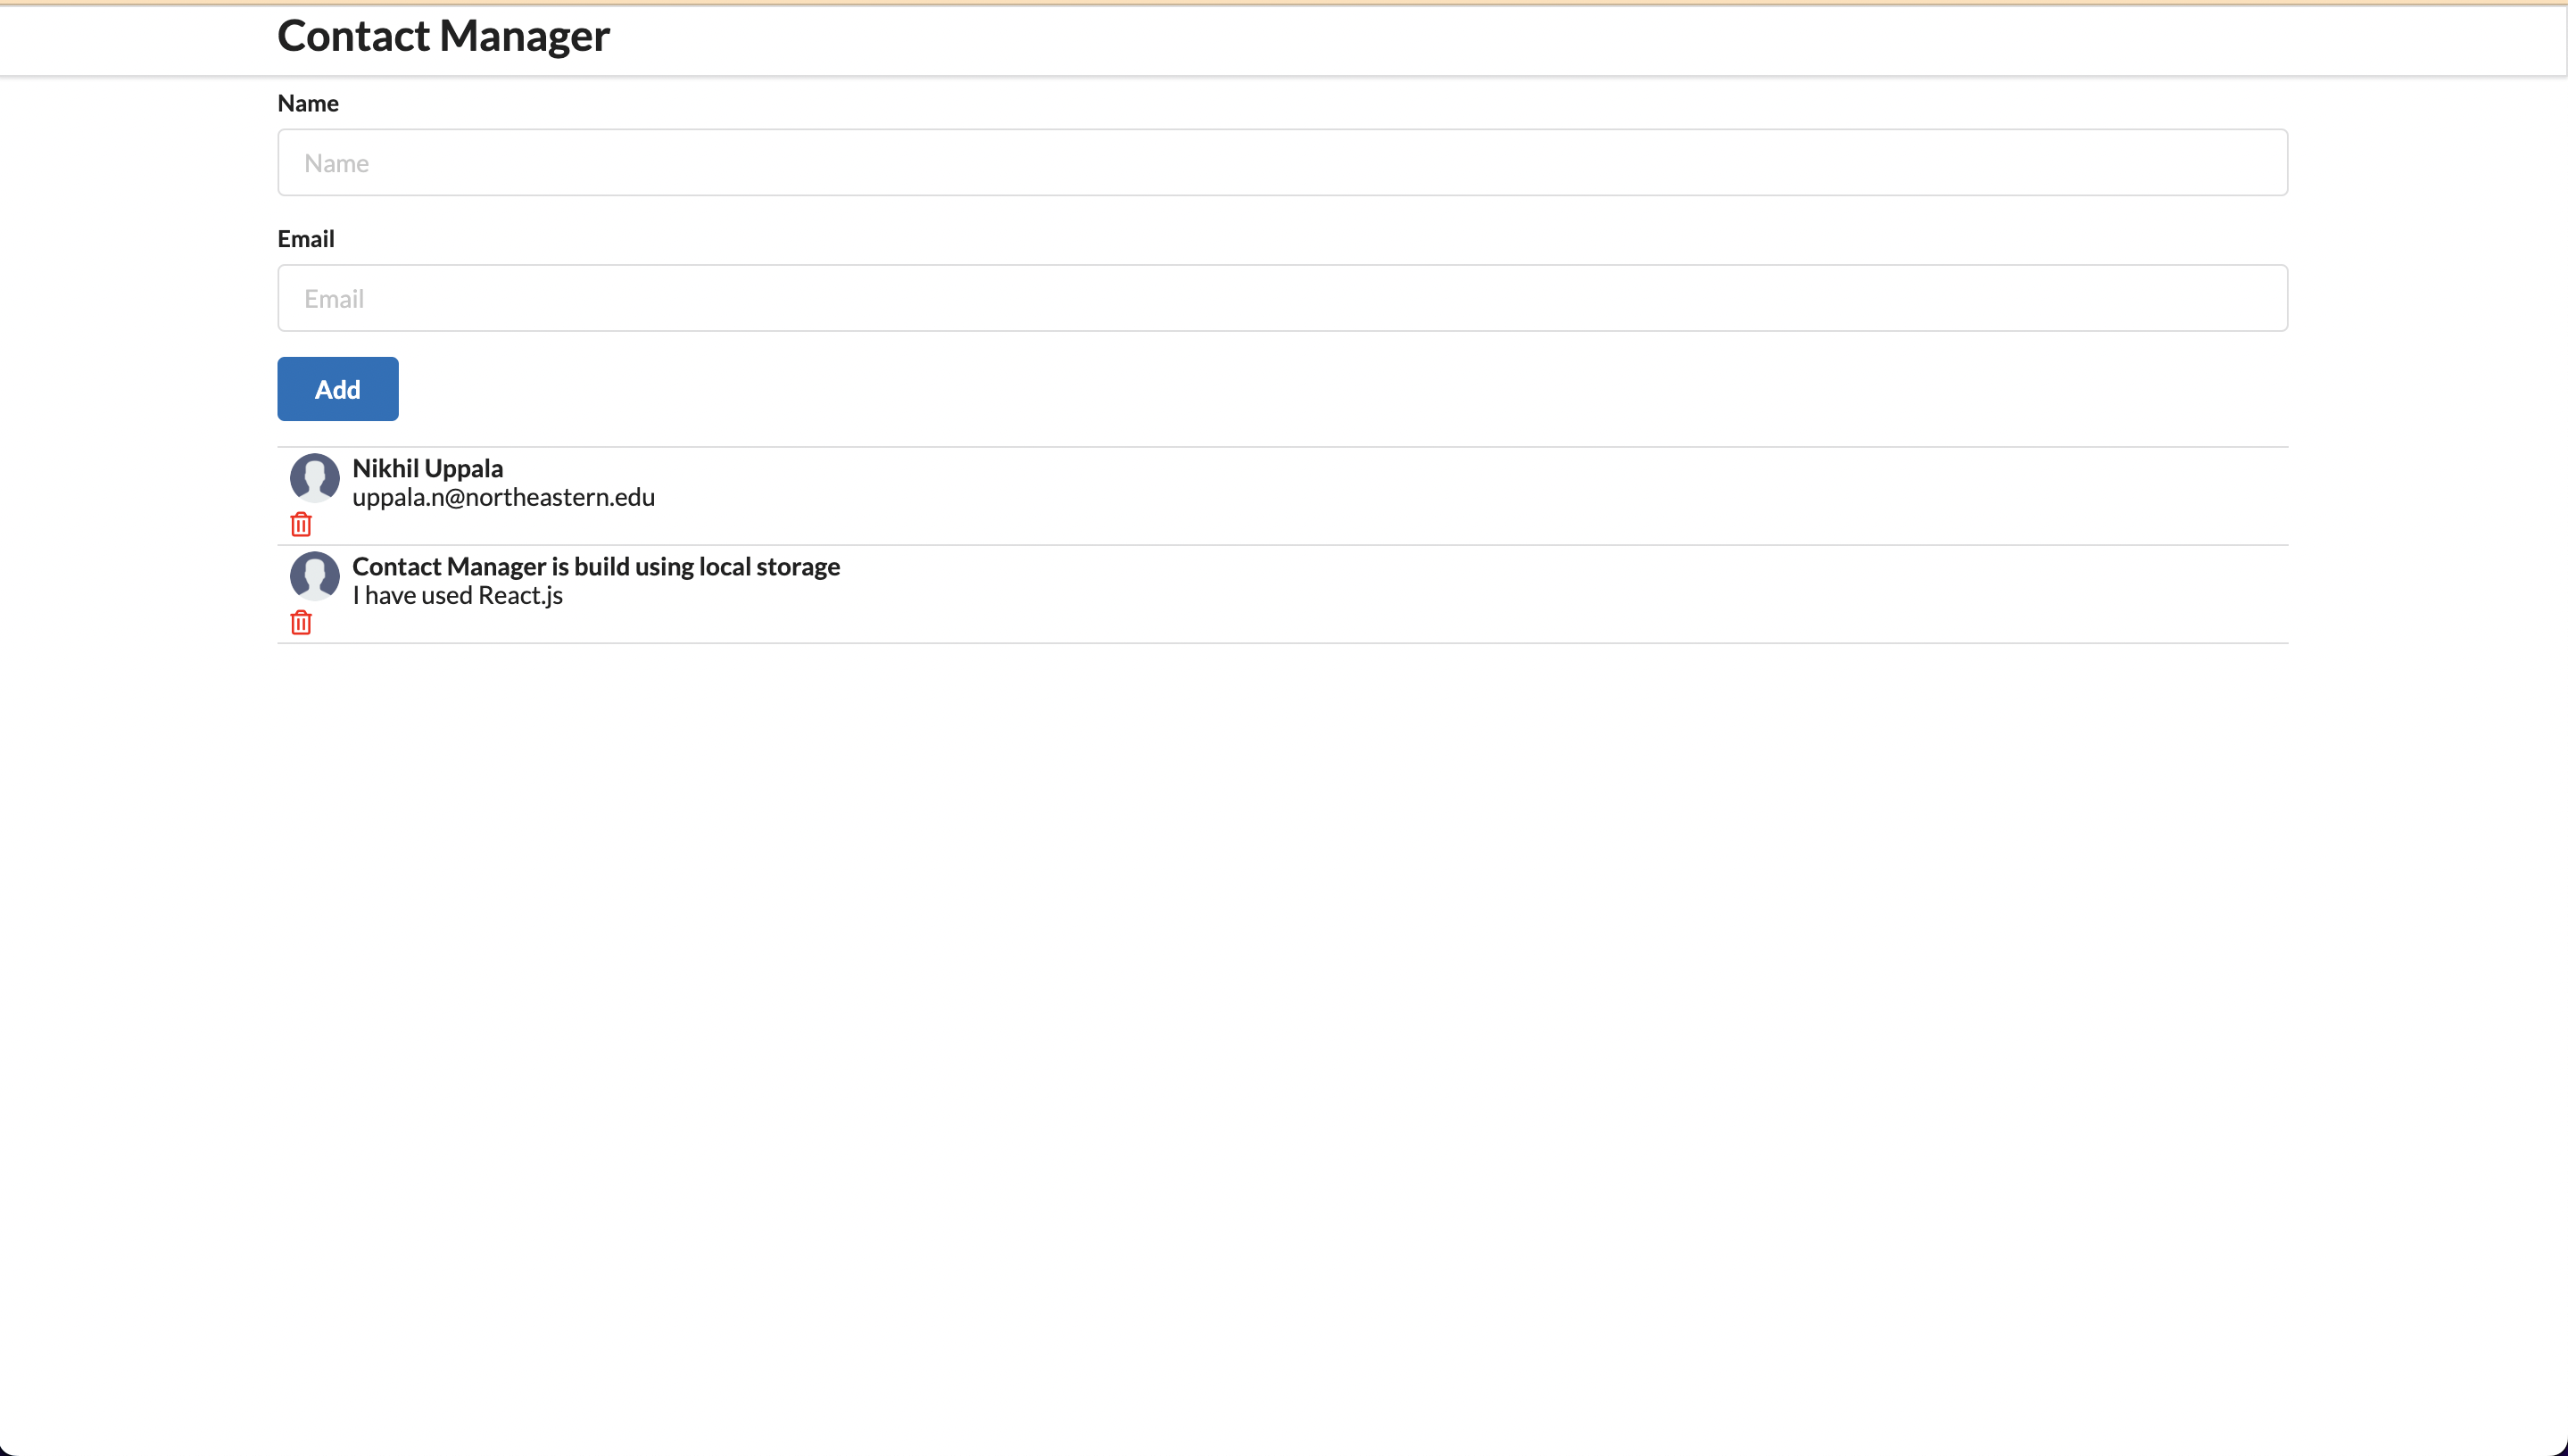 Contact Manager
Name
Name
Email
Email
Add
Nikhil Uppala
uppala.n@northeastern.edu
Contact Manager is build using local storage
I have used React.js